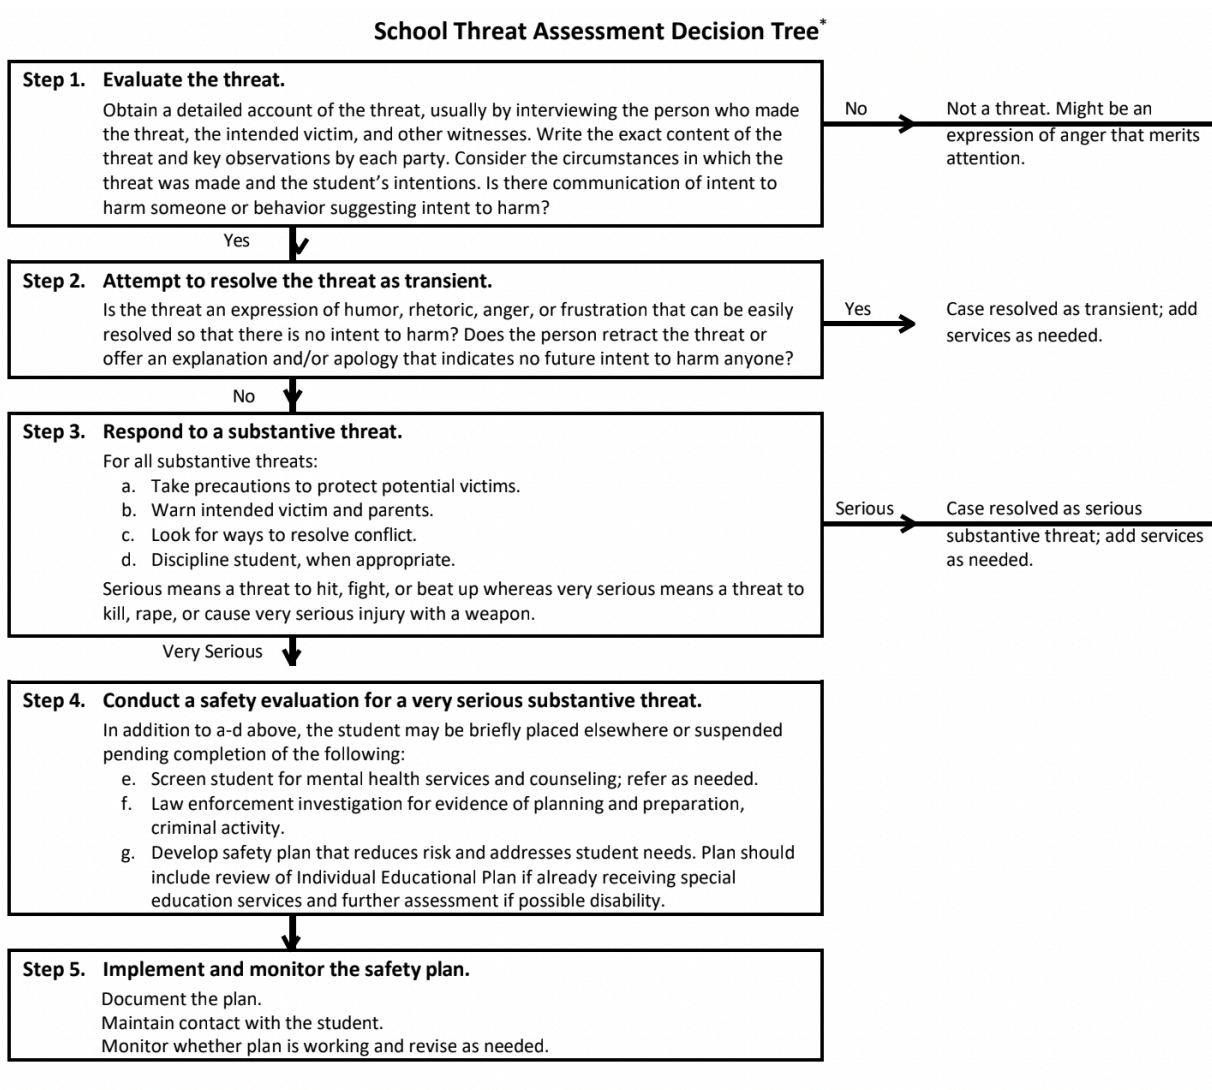 School Threat Assessment Decision Tree*
Step 1. Evaluate the threat.
Obtain a detailed account of the threat, usually by interviewing the person who made
the threat, the intended victim, and other witnesses. Write the exact content of the
threat and key observations by each party. Consider the circumstances in which the
threat was made and the student’s intentions. Is there communication of intent to
harm someone or behavior suggesting intent to harm?
No
Not a threat. Might be an
expression of anger that merits
attention.
Yes
Step 2. Attempt to resolve the threat as transient.
Is the threat an expression of humor, rhetoric, anger, or frustration that can be easily
resolved so that there is no intent to harm? Does the person retract the threat or
offer an explanation and/or apology that indicates no future intent to harm anyone?
Yes
Case resolved as transient; add
services as needed.
No
Step 3. Respond to a substantive threat.
For all substantive threats:
a. Take precautions to protect potential victims.
b. Warn intended victim and parents.
c. Look for ways to resolve conflict.
d. Discipline student, when appropriate.
Serious means a threat to hit, fight, or beat up whereas very serious means a threat to
kill, rape, or cause very serious injury with a weapon.
Serious
Case resolved as serious
substantive threat; add services
as needed.
Very Serious
Step 4. Conduct a safety evaluation for a very serious substantive threat.
In addition to a-d above, the student may be briefly placed elsewhere or suspended
pending completion of the following:
e. Screen student for mental health services and counseling; refer as needed.
f. Law enforcement investigation for evidence of planning and preparation,
criminal activity.
g. Develop safety plan that reduces risk and addresses student needs. Plan should
include review of Individual Educational Plan if already receiving special
education services and further assessment if possible disability.
Step 5. Implement and monitor the safety plan.
Document the plan.
Maintain contact with the student.
Monitor whether plan is working and revise as needed.